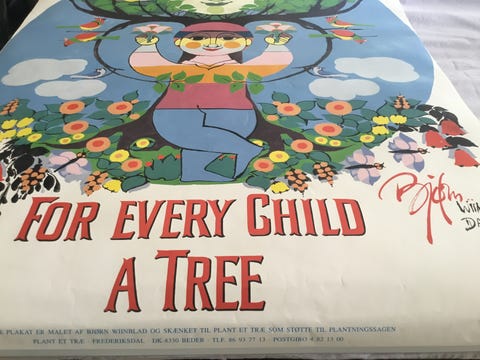 Bjørn
FOR EVERY CHILD
A TREE
PLAKAT ER MALET AF BJØRN WIINBLAD OG SKÆNKET TIL PLANT ET TRÆ SOM STØTTE TIL PLANTNINGSSAGEN
PLANT ET TRÆ FREDERIKSDAL DK-8330 BEDER - TLF. 86 93 77 13 - POSTGIRO 4 82 13 00